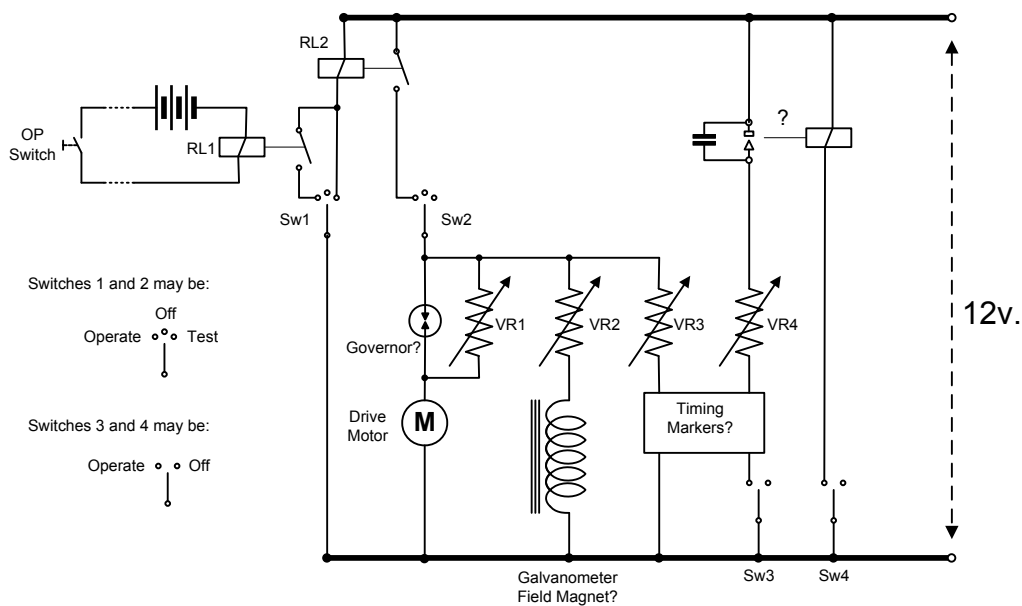 RL2
OP
Switch
RL1
?
Sw1
Sw2
Switches 1 and 2 may be:
Off
Operate
Test
Switches 3 and 4 may be:
Operate
Off
VR1
VR2
VR3
VR4
Governor?
Drive
Motor
M
Timing
Markers?
12v.
Galvanometer
Field Magnet?
Sw3
Sw4